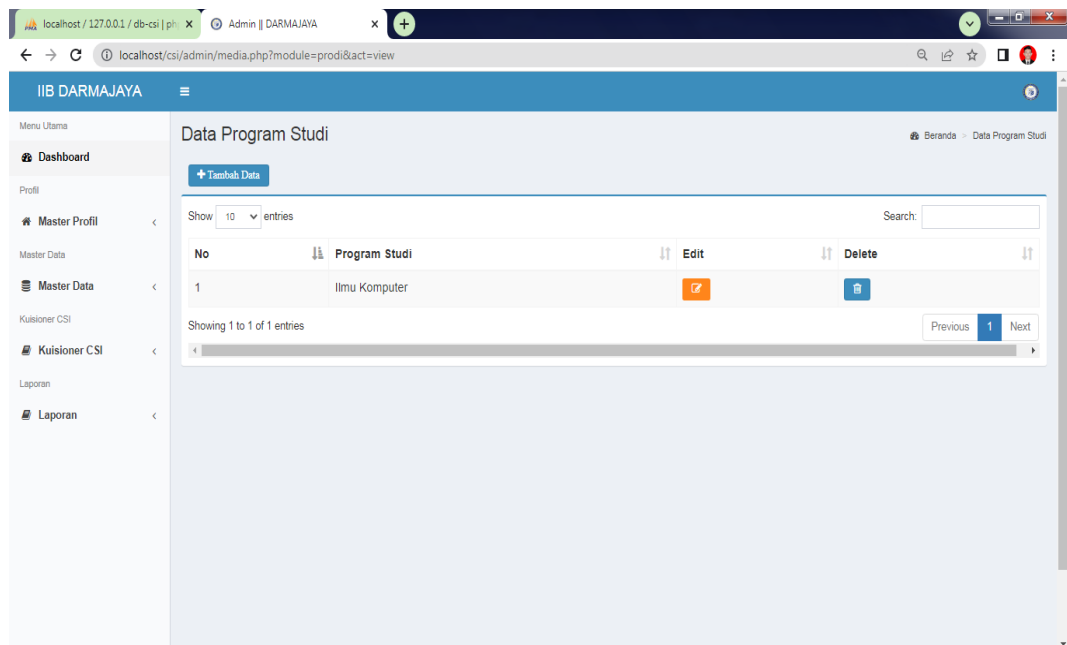 localhost / 127.0.0.1 / db-csi | ph
Admin || DARMAJAYA
localhost/csi/admin/media.php?module=prodi&act=view
IIB DARMAJAYA
Menu Utama
Dashboard
Profil
Master Profil
Master Data
Master Data
Kuisioner CSI
Kuisioner CSI
Laporan
Laporan
Data Program Studi
Beranda > Data Program Studi
Tambah Data
Show 10 entries
Search:
No Program Studi Edit Delete
1 Ilmu Komputer
Showing 1 to 1 of 1 entries
Previous 1 Next